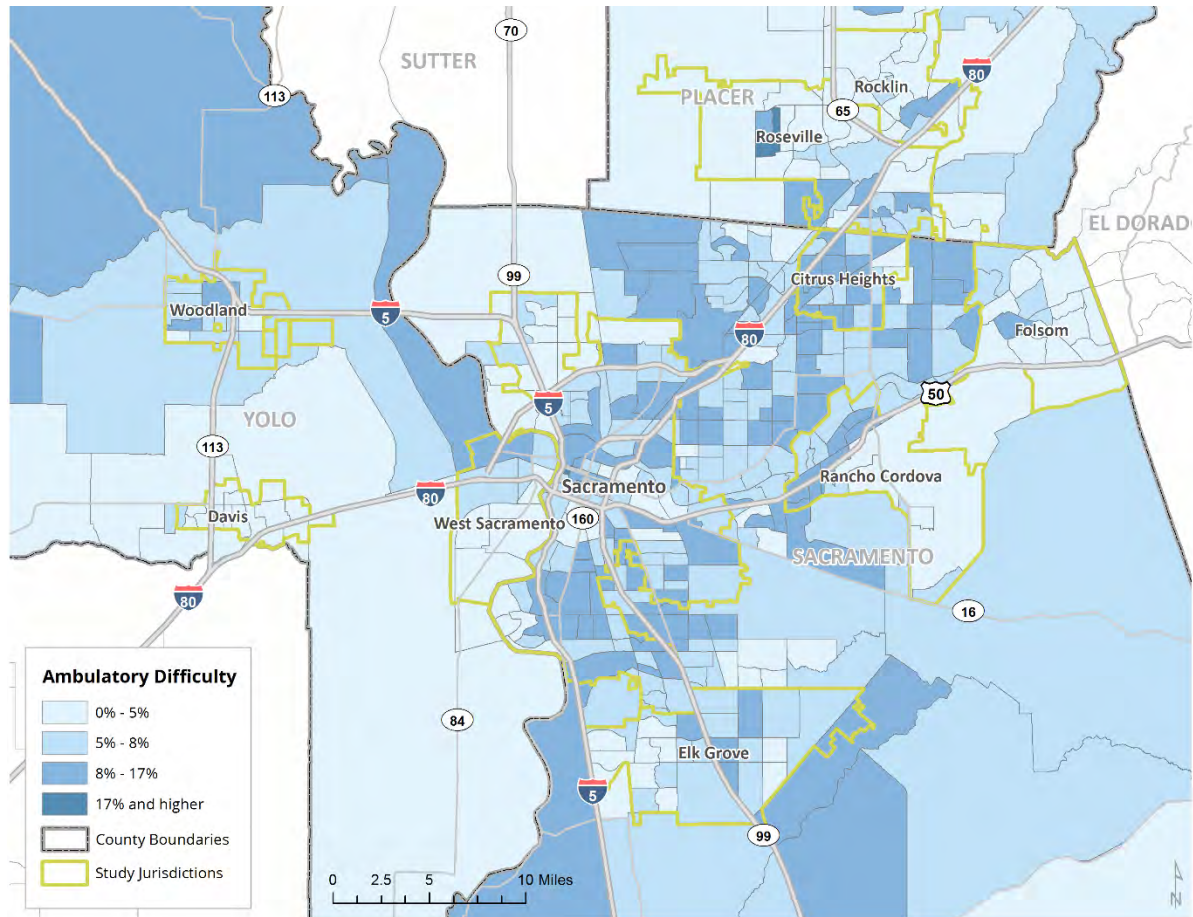 70
SUTTER
113
80
Rocklin
PLACER
65
Roseville
EL DORADO
99
Citrus Heights
Woodland
5
Folsom
80
50
5
YOLO
113
Rancho Cordova
Sacramento
80
Davis
West Sacramento
160
SACRAMENTO
80
16
84
Elk Grove
5
99
Ambulatory Difficulty
0% - 5%
5% - 8%
8% - 17%
17% and higher
County Boundaries
Study Jurisdictions
0 2.5 5 10 Miles